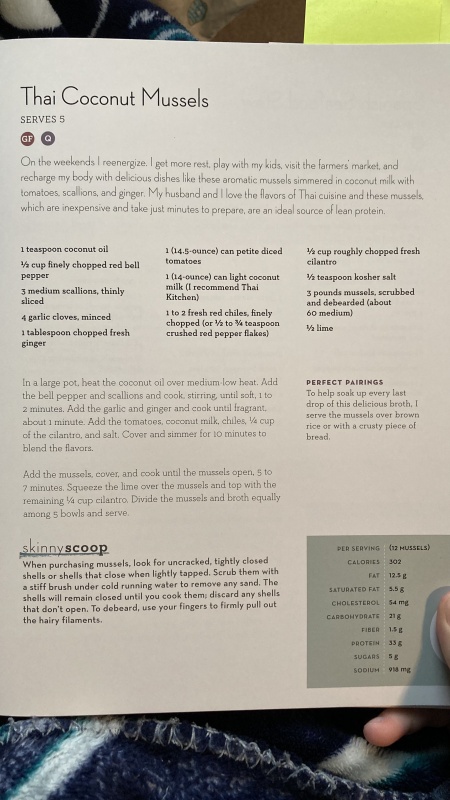 Thai Coconut Mussels
SERVES 5
GF Q
On the weekends I reenergize. I get more rest, play with my kids, visit the farmers' market, and
recharge my body with delicious dishes like these aromatic mussels simmered in coconut milk with
tomatoes, scallions, and ginger. My husband and I love the flavors of Thai cuisine and these mussels,
which are inexpensive and take just minutes to prepare, are an ideal source of lean protein.
1 teaspoon coconut oil
½ cup finely chopped red bell
pepper
3 medium scallions, thinly
sliced
4 garlic cloves, minced
1 tablespoon chopped fresh
ginger
1 (14.5-ounce) can petite diced
tomatoes
1 (14-ounce) can light coconut
milk (I recommend Thai
Kitchen)
1 to 2 fresh red chiles, finely
chopped (or ½ to ¾ teaspoon
crushed red pepper flakes)
½ cup roughly chopped fresh
cilantro
½ teaspoon kosher salt
3 pounds mussels, scrubbed
and debearded (about
60 medium)
½ lime
In a large pot, heat the coconut oil over medium-low heat. Add
the bell pepper and scallions and cook, stirring, until soft, 1 to
2 minutes. Add the garlic and ginger and cook until fragrant,
about 1 minute. Add the tomatoes, coconut milk, chiles, ¼ cup
of the cilantro, and salt. Cover and simmer for 10 minutes to
blend the flavors.
Add the mussels, cover, and cook until the mussels open, 5 to
7 minutes. Squeeze the lime over the mussels and top with the
remaining ¼ cup cilantro. Divide the mussels and broth equally
among 5 bowls and serve.
PERFECT PAIRINGS
To help soak up every last
drop of this delicious broth, I
serve the mussels over brown
rice or with a crusty piece of
bread.
skinnyscoop
When purchasing mussels, look for uncracked, tightly closed
shells or shells that close when lightly tapped. Scrub them with
a stiff brush under cold running water to remove any sand. The
shells will remain closed until you cook them; discard any shells
that don't open. To debeard, use your fingers to firmly pull out
the hairy filaments.
PER SERVING (12 MUSSELS)
CALORIES 302
FAT 12.5 g
SATURATED FAT 5.5 g
CHOLESTEROL 54 mg
CARBOHYDRATE 21 g
FIBER 1.5 g
PROTEIN 33 g
SUGARS 5 g
SODIUM 918 mg